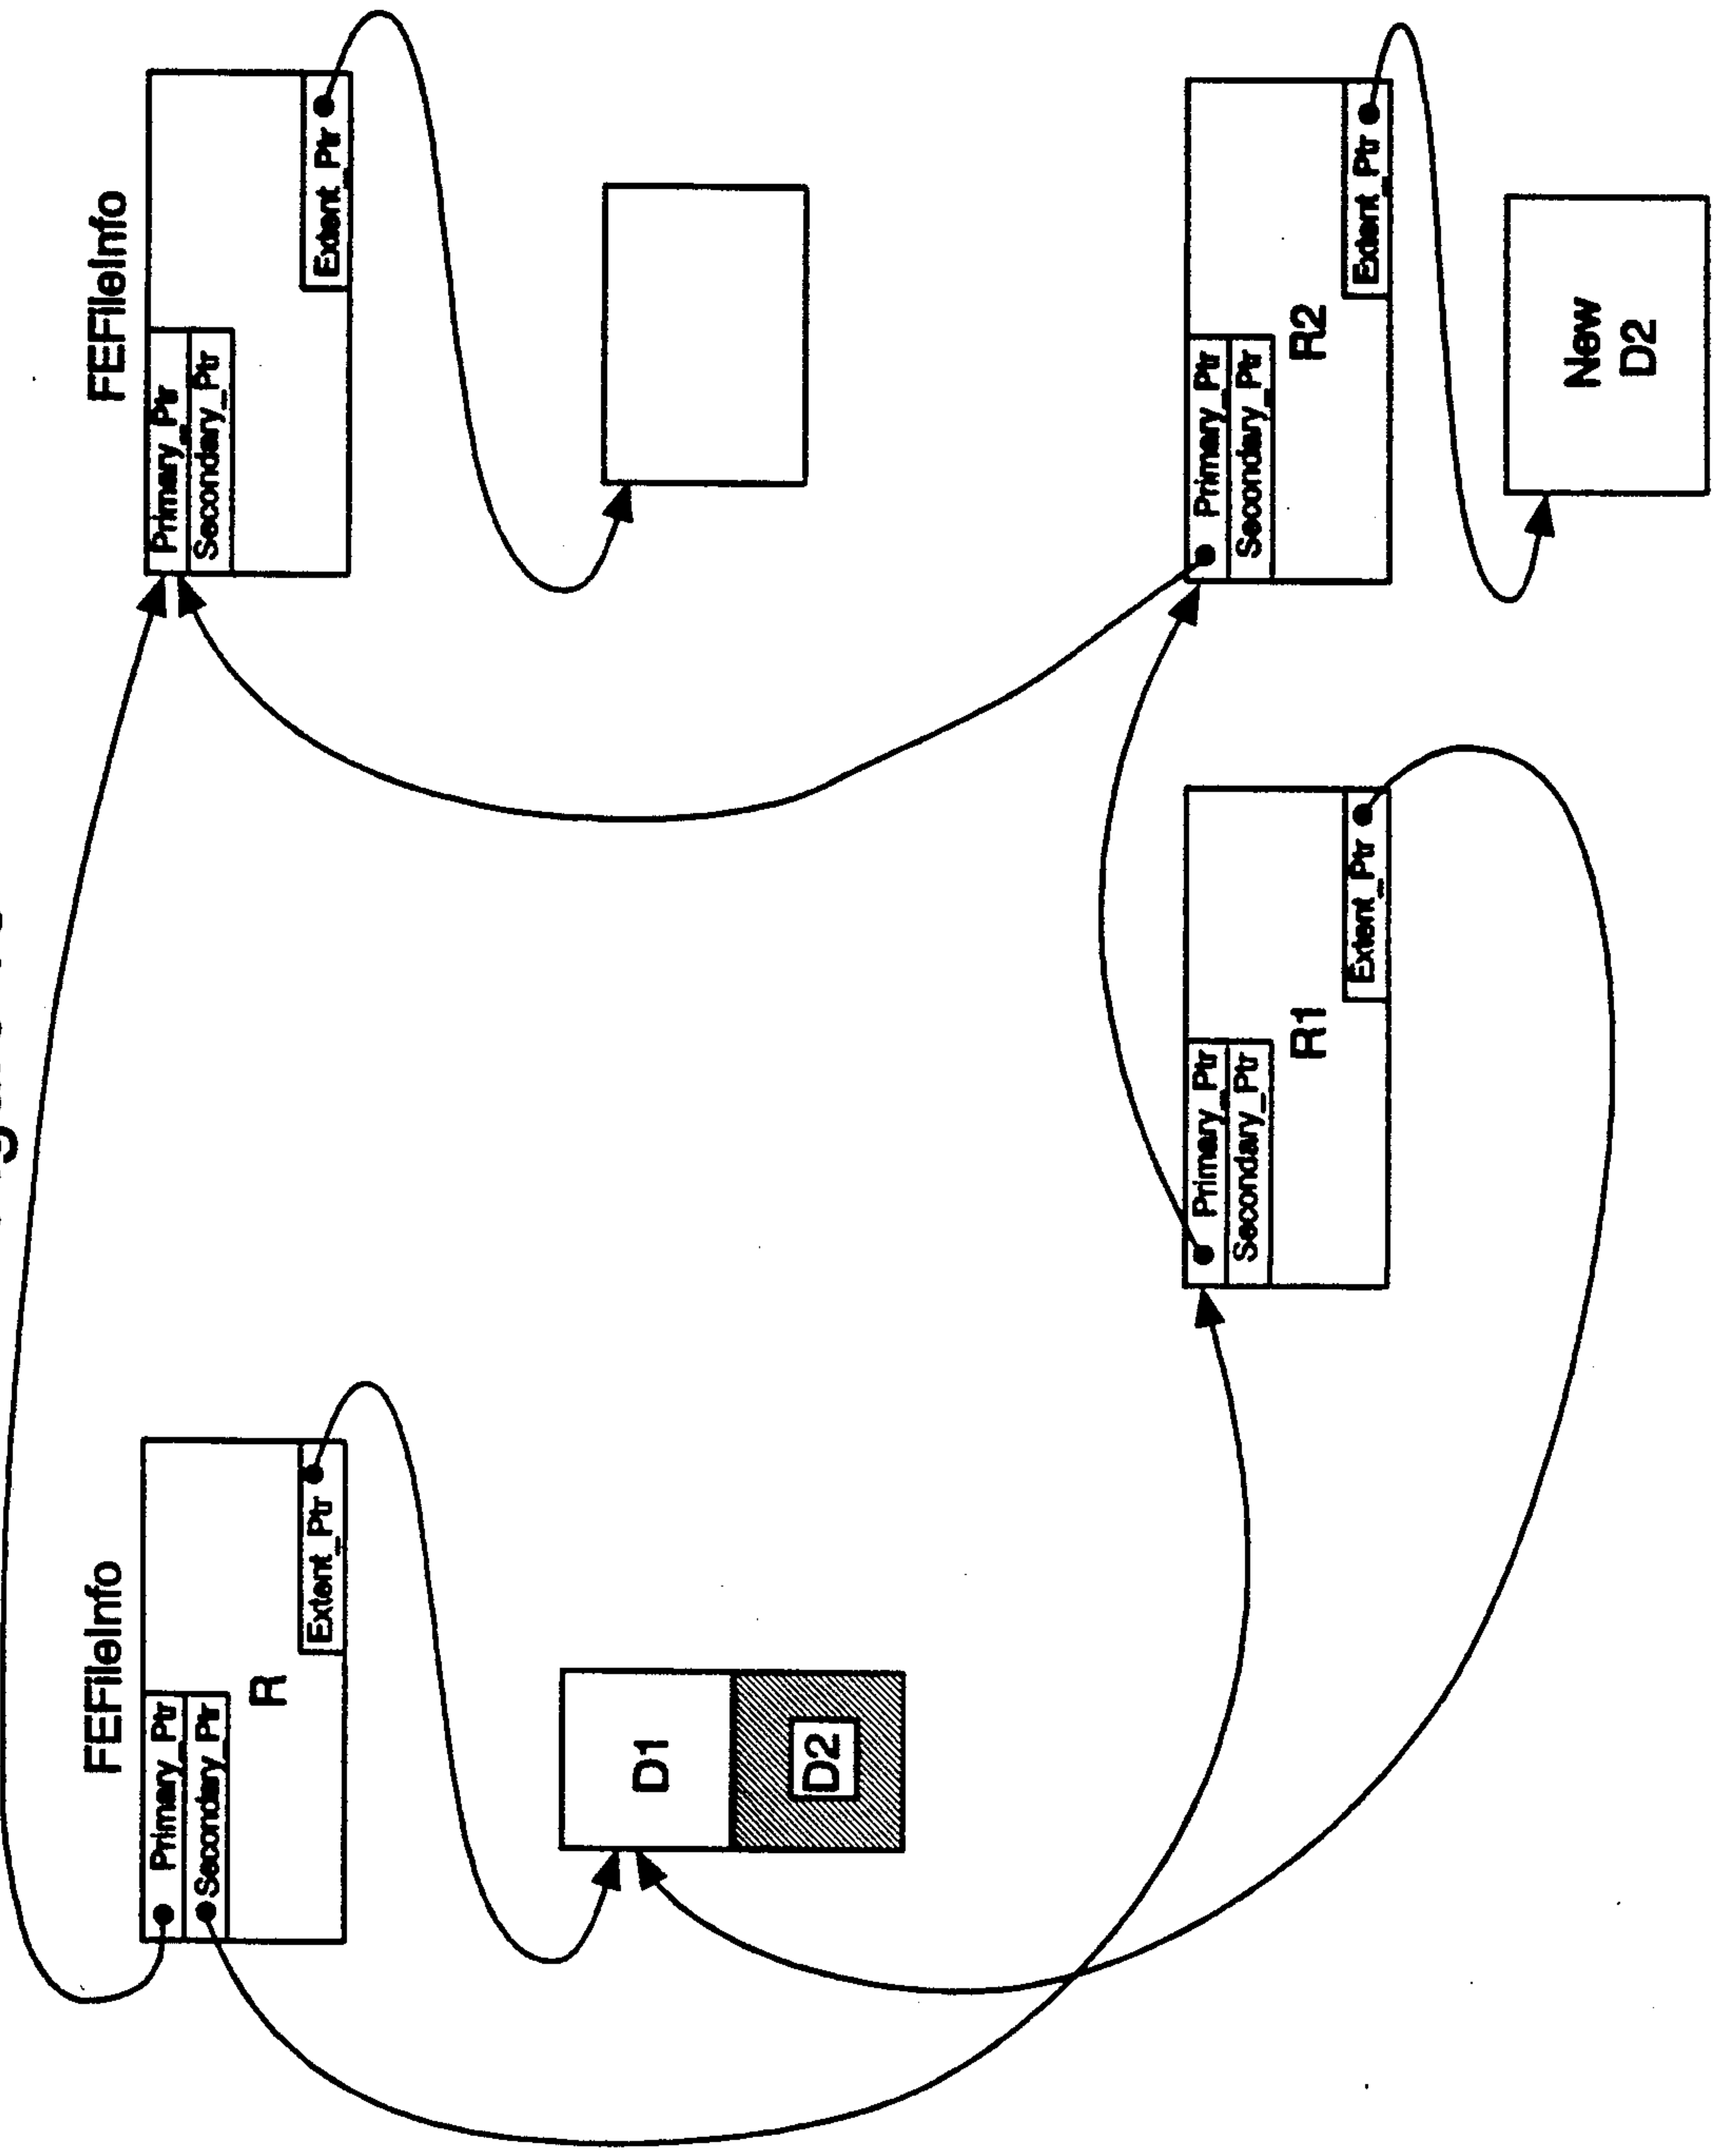 FEFileInfo
Primary_Ptr
Secondary_Ptr
R
Extent_Ptr
D1
D2
FEFileInfo
Primary_Ptr
Secondary_Ptr
Extent_Ptr
Primary_Ptr
Secondary_Ptr
R1
Extent_Ptr
Primary_Ptr
Secondary_Ptr
R2
Extent_Ptr
New
D2